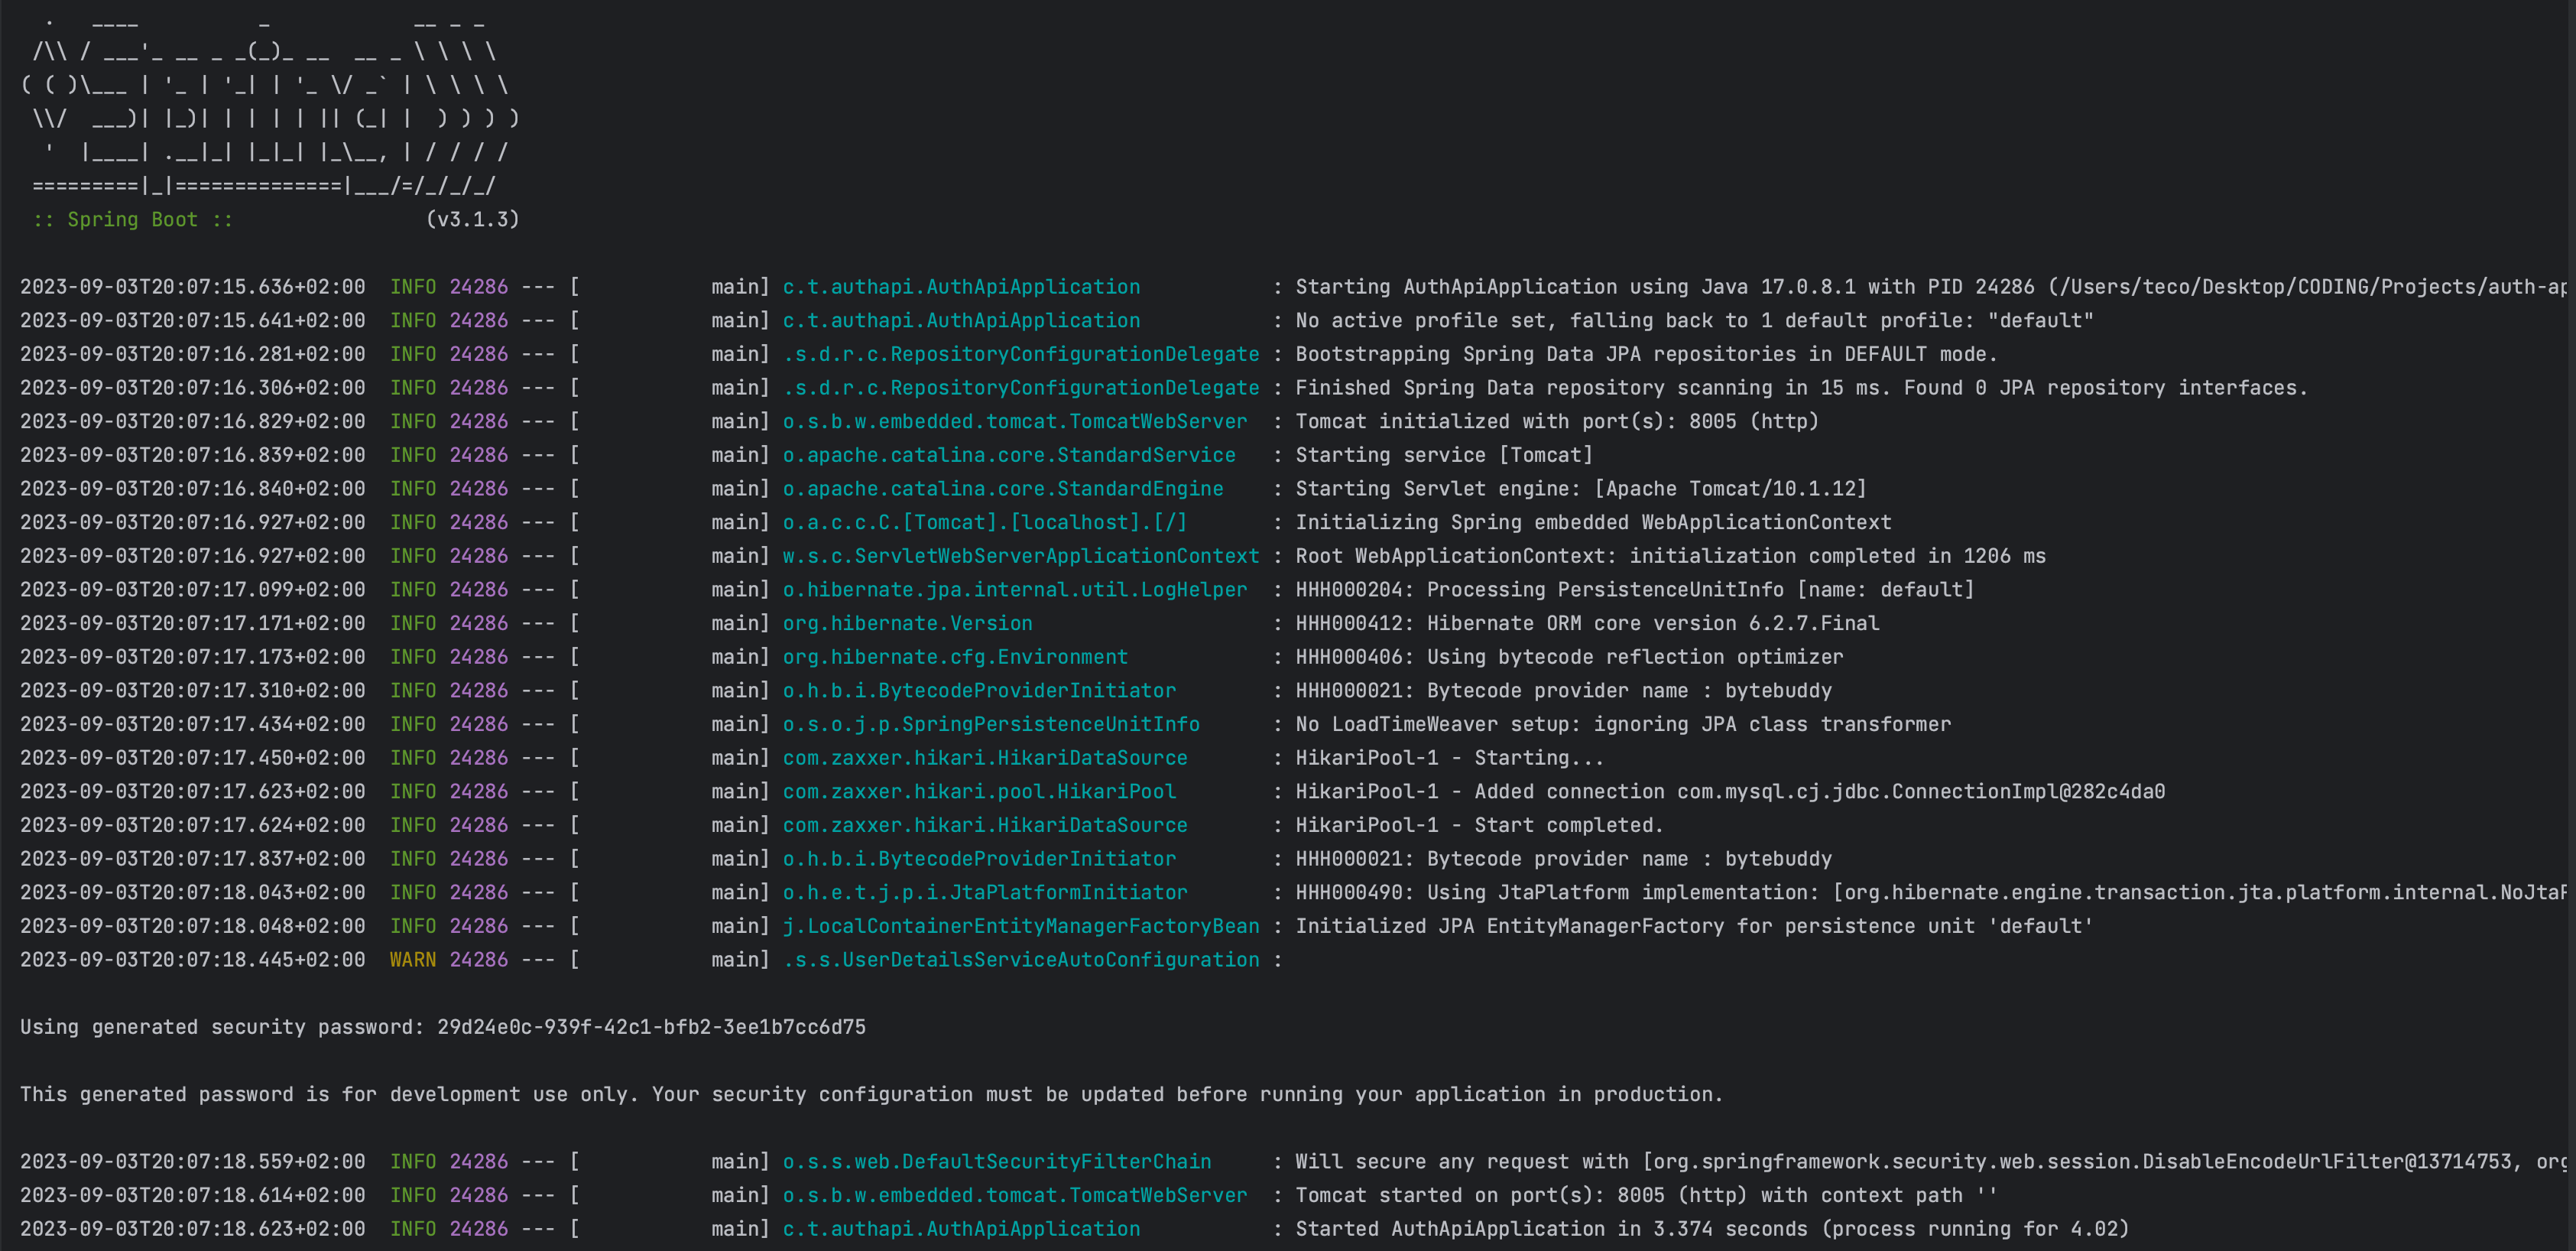 .   ____          _            __ _ _
 /\\ / ___'_ __ _ _(_)_ __  __ _ \ \ \ \
( ( )\___ | '_ | '_| | '_ \/ _` | \ \ \ \
 \\/  ___)| |_)| | | | | || (_| |  ) ) ) )
  '  |____| .__|_| |_|_| |_\__, | / / / /
 =========|_|==============|___/=/_/_/_/
 :: Spring Boot ::                (v3.1.3)
2023-09-03T20:07:15.636+02:00  INFO 24286 --- [           main] c.t.authapi.AuthApiApplication           : Starting AuthApiApplication using Java 17.0.8.1 with PID 24286 (/Users/teco/Desktop/CODING/Projects/auth-ap
2023-09-03T20:07:15.641+02:00  INFO 24286 --- [           main] c.t.authapi.AuthApiApplication           : No active profile set, falling back to 1 default profile: "default"
2023-09-03T20:07:16.281+02:00  INFO 24286 --- [           main] .s.d.r.c.RepositoryConfigurationDelegate : Bootstrapping Spring Data JPA repositories in DEFAULT mode.
2023-09-03T20:07:16.306+02:00  INFO 24286 --- [           main] .s.d.r.c.RepositoryConfigurationDelegate : Finished Spring Data repository scanning in 15 ms. Found 0 JPA repository interfaces.
2023-09-03T20:07:16.829+02:00  INFO 24286 --- [           main] o.s.b.w.embedded.tomcat.TomcatWebServer  : Tomcat initialized with port(s): 8005 (http)
2023-09-03T20:07:16.839+02:00  INFO 24286 --- [           main] o.apache.catalina.core.StandardService   : Starting service [Tomcat]
2023-09-03T20:07:16.840+02:00  INFO 24286 --- [           main] o.apache.catalina.core.StandardEngine    : Starting Servlet engine: [Apache Tomcat/10.1.12]
2023-09-03T20:07:16.927+02:00  INFO 24286 --- [           main] o.a.c.c.C.[Tomcat].[localhost].[/]       : Initializing Spring embedded WebApplicationContext
2023-09-03T20:07:16.927+02:00  INFO 24286 --- [           main] w.s.c.ServletWebServerApplicationContext : Root WebApplicationContext: initialization completed in 1206 ms
2023-09-03T20:07:17.099+02:00  INFO 24286 --- [           main] o.hibernate.jpa.internal.util.LogHelper  : HHH000204: Processing PersistenceUnitInfo [name: default]
2023-09-03T20:07:17.171+02:00  INFO 24286 --- [           main] org.hibernate.Version                    : HHH000412: Hibernate ORM core version 6.2.7.Final
2023-09-03T20:07:17.173+02:00  INFO 24286 --- [           main] org.hibernate.cfg.Environment            : HHH000406: Using bytecode reflection optimizer
2023-09-03T20:07:17.310+02:00  INFO 24286 --- [           main] o.h.b.i.BytecodeProviderInitiator        : HHH000021: Bytecode provider name : bytebuddy
2023-09-03T20:07:17.434+02:00  INFO 24286 --- [           main] o.s.o.j.p.SpringPersistenceUnitInfo      : No LoadTimeWeaver setup: ignoring JPA class transformer
2023-09-03T20:07:17.450+02:00  INFO 24286 --- [           main] com.zaxxer.hikari.HikariDataSource       : HikariPool-1 - Starting...
2023-09-03T20:07:17.623+02:00  INFO 24286 --- [           main] com.zaxxer.hikari.pool.HikariPool        : HikariPool-1 - Added connection com.mysql.cj.jdbc.ConnectionImpl@282c4da0
2023-09-03T20:07:17.624+02:00  INFO 24286 --- [           main] com.zaxxer.hikari.HikariDataSource       : HikariPool-1 - Start completed.
2023-09-03T20:07:17.837+02:00  INFO 24286 --- [           main] o.h.b.i.BytecodeProviderInitiator        : HHH000021: Bytecode provider name : bytebuddy
2023-09-03T20:07:18.043+02:00  INFO 24286 --- [           main] o.h.e.t.j.p.i.JtaPlatformInitiator       : HHH000490: Using JtaPlatform implementation: [org.hibernate.engine.transaction.jta.platform.internal.NoJtaP
2023-09-03T20:07:18.048+02:00  INFO 24286 --- [           main] j.LocalContainerEntityManagerFactoryBean : Initialized JPA EntityManagerFactory for persistence unit 'default'
2023-09-03T20:07:18.445+02:00  WARN 24286 --- [           main] .s.s.UserDetailsServiceAutoConfiguration :
Using generated security password: 29d24e0c-939f-42c1-bfb2-3ee1b7cc6d75
This generated password is for development use only. Your security configuration must be updated before running your application in production.
2023-09-03T20:07:18.559+02:00  INFO 24286 --- [           main] o.s.s.web.DefaultSecurityFilterChain     : Will secure any request with [org.springframework.security.web.session.DisableEncodeUrlFilter@13714753, org
2023-09-03T20:07:18.614+02:00  INFO 24286 --- [           main] o.s.b.w.embedded.tomcat.TomcatWebServer  : Tomcat started on port(s): 8005 (http) with context path ''
2023-09-03T20:07:18.623+02:00  INFO 24286 --- [           main] c.t.authapi.AuthApiApplication           : Started AuthApiApplication in 3.374 seconds (process running for 4.02)